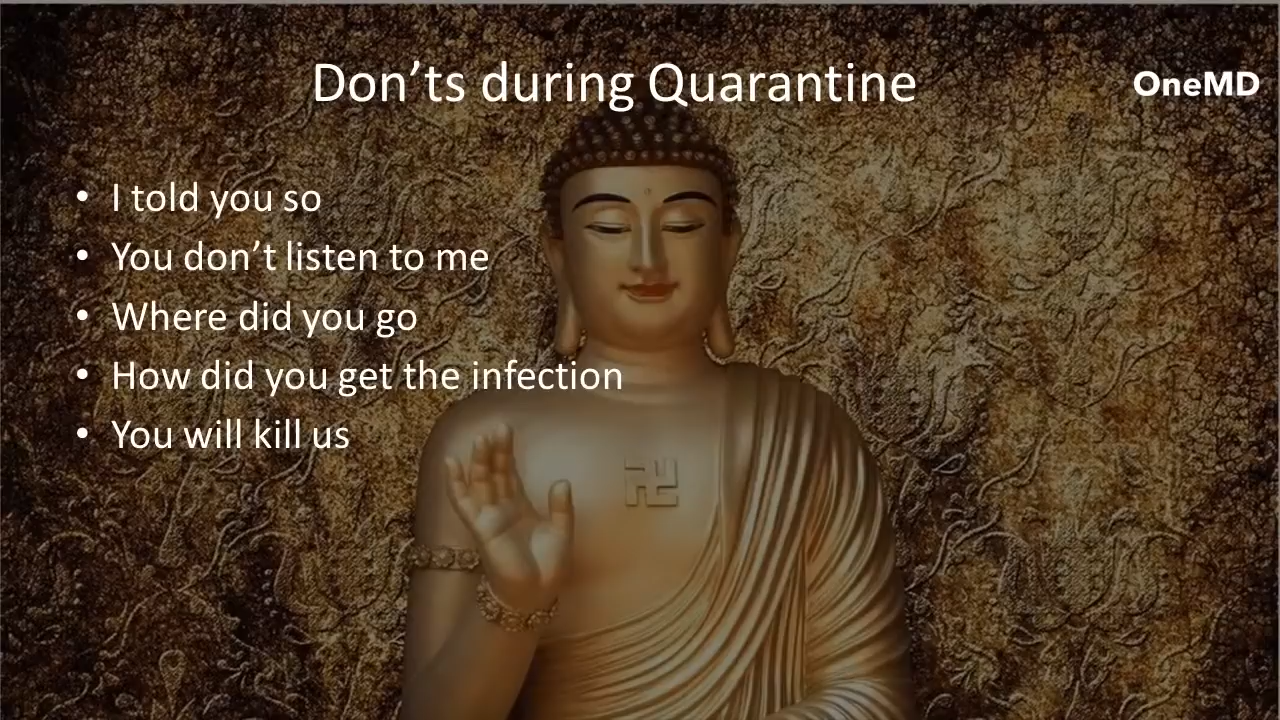 Don’ts during Quarantine
OneMD
• I told you so
• You don’t listen to me
• Where did you go
• How did you get the infection
• You will kill us
卍